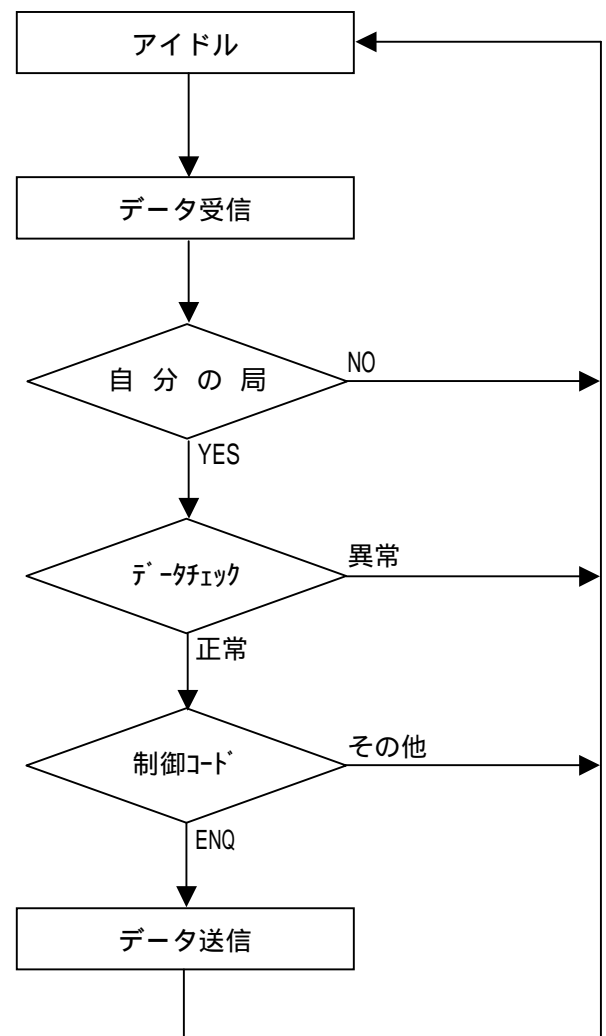 アイドル
データ受信
自 分 の 局
NO
YES
ﾃﾞｰﾀﾁｪｯｸ
異常
正常
制御ｺｰﾄﾞ
その他
ENQ
データ送信